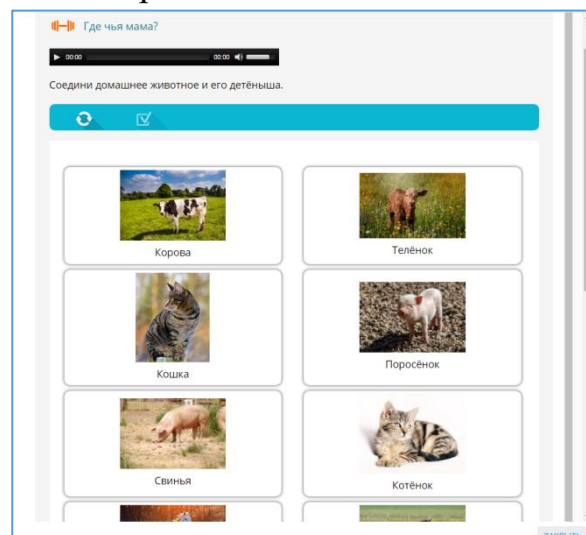 Где чья мама?
00:00 00:00
Соедини домашнее животное и его детёныша.
Корова
Телёнок
Кошка
Поросёнок
Свинья
Котёнок